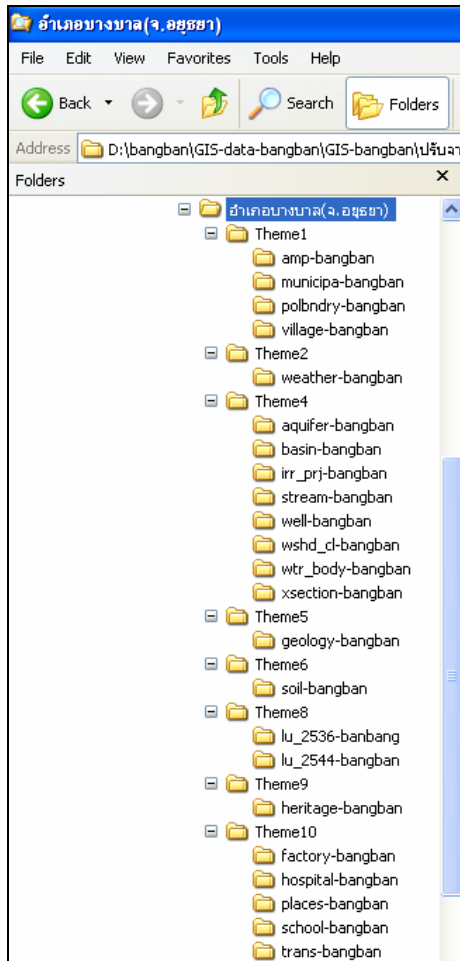 อำเภอบางบาล(จ.อยุธยา)
File Edit View Favorites Tools Help
Back Search Folders
Address D:\bangban\GIS-data-bangban\GIS-bangban\ปรับจา
Folders
อำเภอบางบาล(จ.อยุธยา)
Theme1
amp-bangban
municipa-bangban
polbndry-bangban
village-bangban
Theme2
weather-bangban
Theme4
aquifer-bangban
basin-bangban
irr_prj-bangban
stream-bangban
well-bangban
wshd_cl-bangban
wtr_body-bangban
xsection-bangban
Theme5
geology-bangban
Theme6
soil-bangban
Theme8
lu_2536-banbang
lu_2544-bangban
Theme9
heritage-bangban
Theme10
factory-bangban
hospital-bangban
places-bangban
school-bangban
trans-bangban